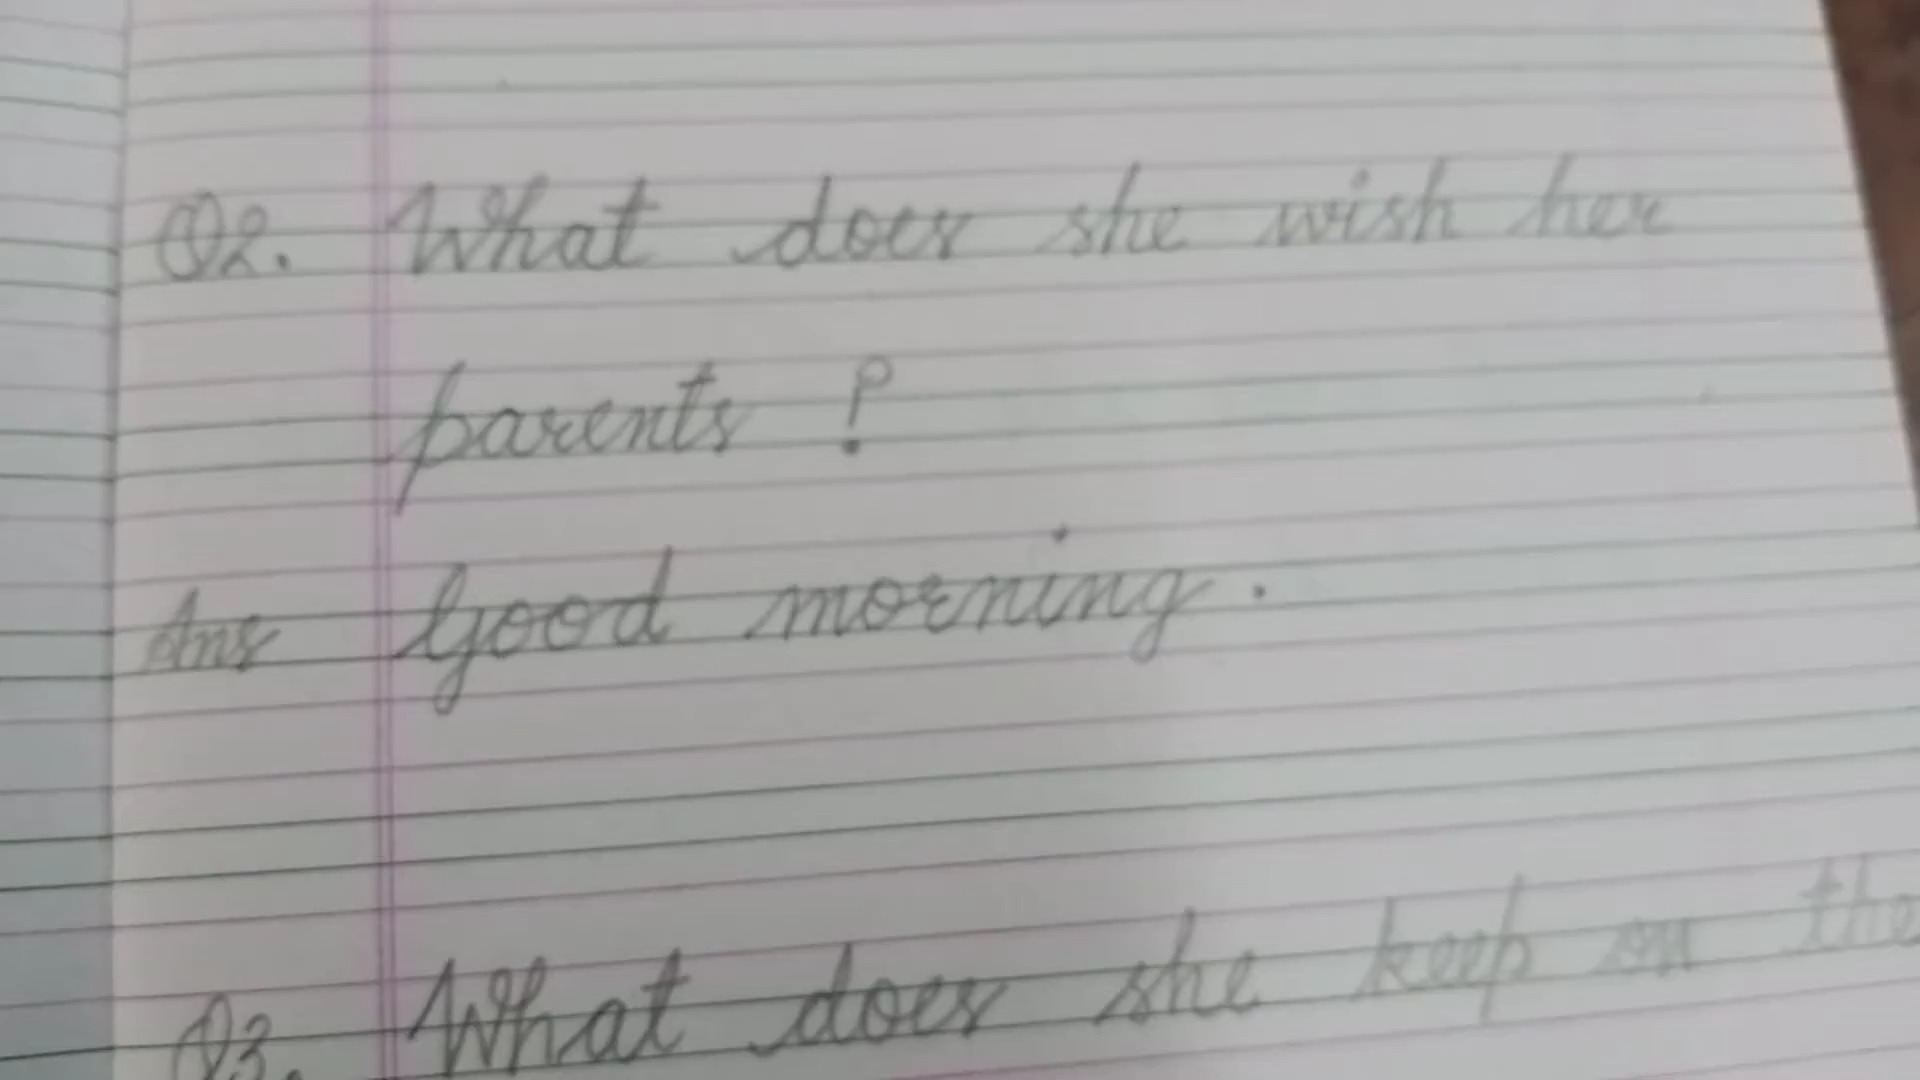 Q2. What does she wish her
parents ?
Ans Good morning.
Q3. What does she keep on the